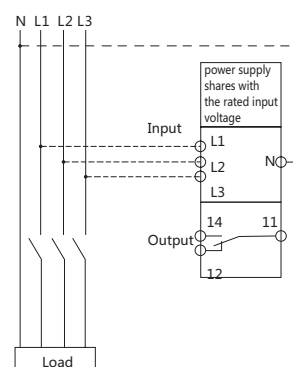 N L1 L2 L3
power supply
shares with
the rated input
voltage
Input
L1
L2
N
L3
14 11
Output
12
Load